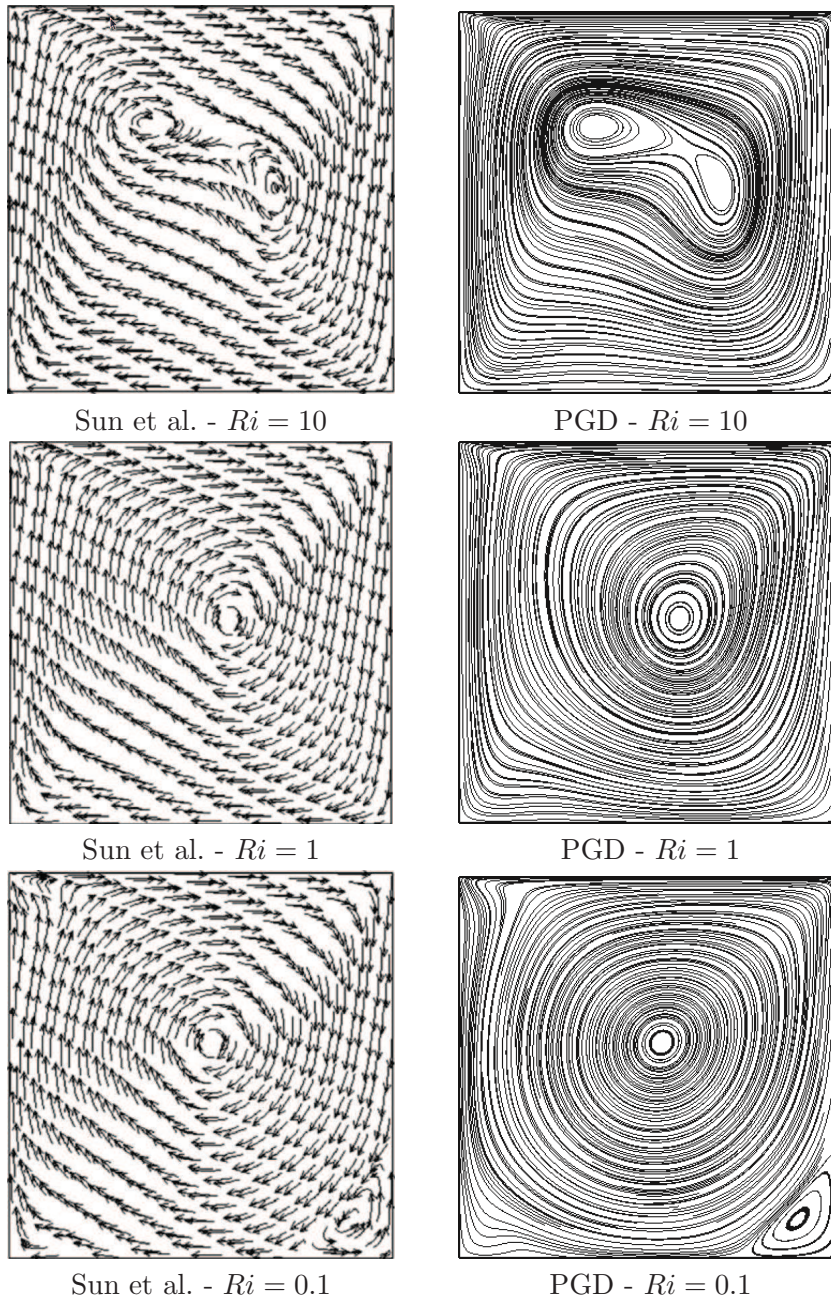 Sun et al. - Ri = 10
PGD - Ri = 10
Sun et al. - Ri = 1
PGD - Ri = 1
Sun et al. - Ri = 0.1
PGD - Ri = 0.1